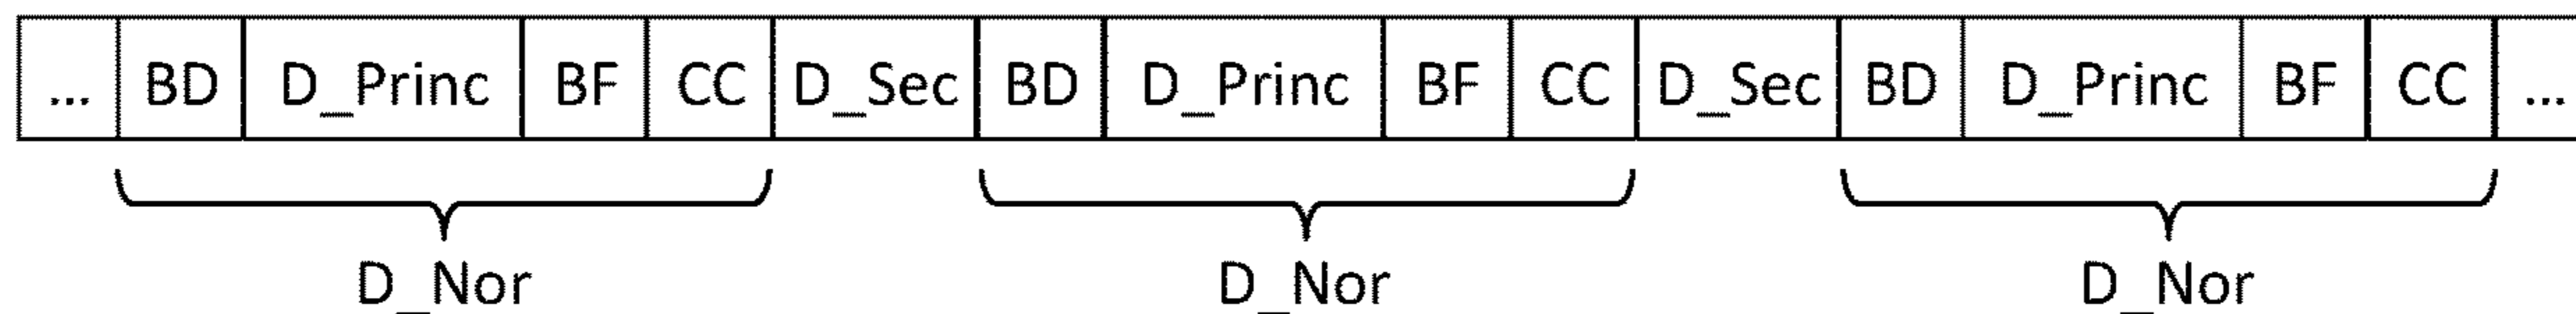 ... BD D_Princ BF CC D_Sec BD D_Princ BF CC D_Sec BD D_Princ BF CC ...
D_Nor D_Nor D_Nor